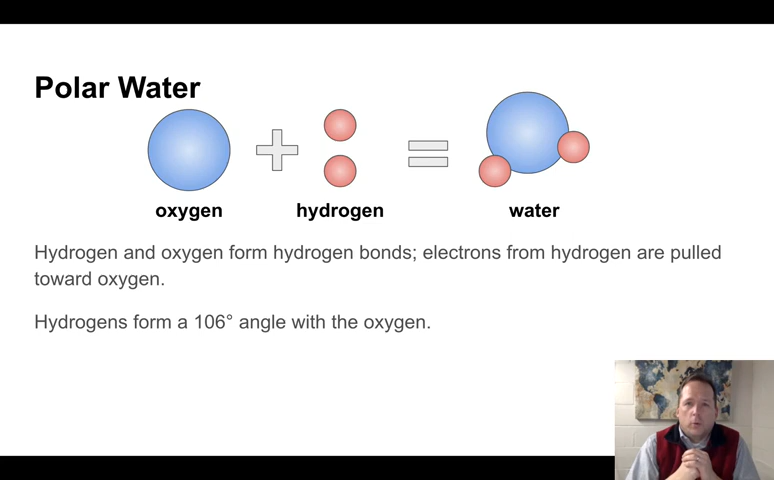 Polar Water
oxygen
hydrogen
water
Hydrogen and oxygen form hydrogen bonds; electrons from hydrogen are pulled
toward oxygen.
Hydrogens form a 106° angle with the oxygen.